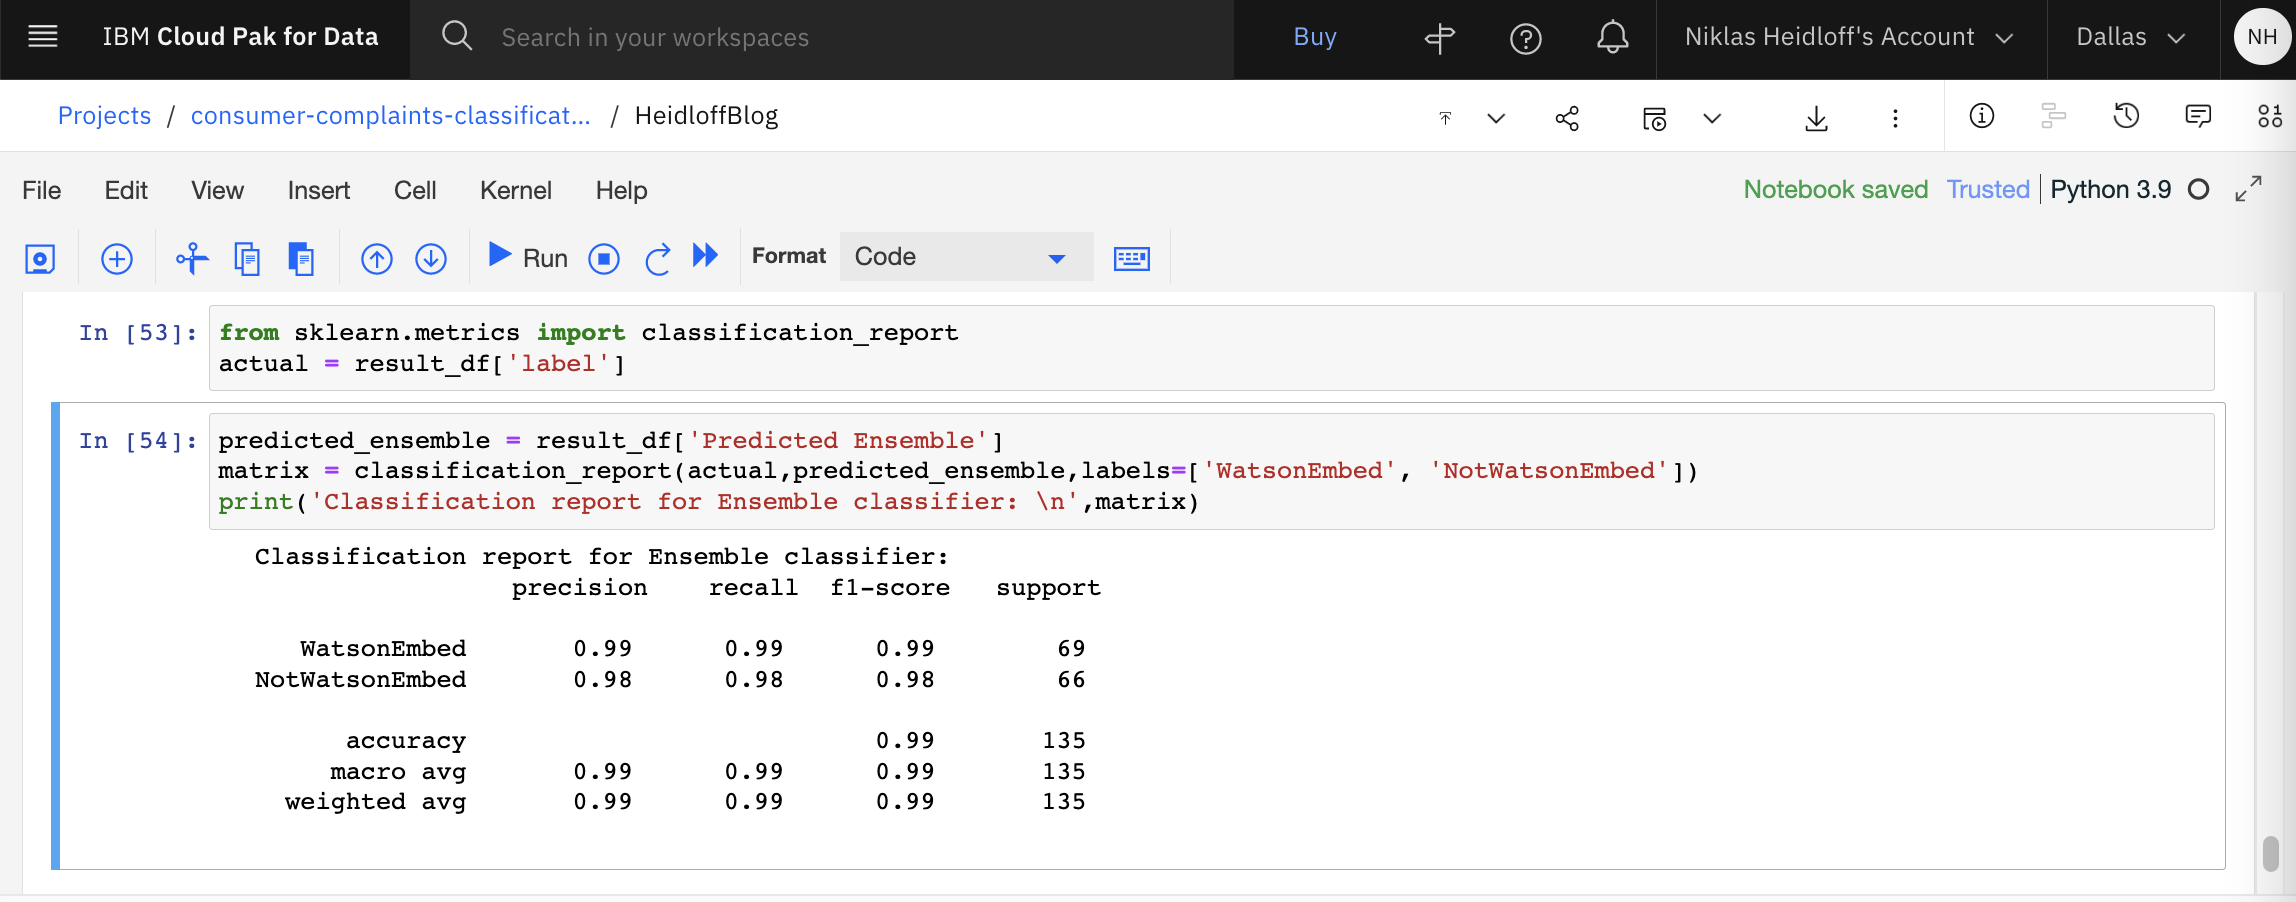 IBM Cloud Pak for Data Search in your workspaces Buy Niklas Heidloff's Account Dallas NH
Projects / consumer-complaints-classificat... / HeidloffBlog
File Edit View Insert Cell Kernel Help Notebook saved Trusted Python 3.9
Run Format Code
In [53]: from sklearn.metrics import classification_report
actual = result_df['label']
In [54]: predicted_ensemble = result_df['Predicted Ensemble']
matrix = classification_report(actual,predicted_ensemble,labels=['WatsonEmbed', 'NotWatsonEmbed'])
print('Classification report for Ensemble classifier: \n',matrix)
Classification report for Ensemble classifier:
precision recall f1-score support
WatsonEmbed 0.99 0.99 0.99 69
NotWatsonEmbed 0.98 0.98 0.98 66
accuracy 0.99 135
macro avg 0.99 0.99 0.99 135
weighted avg 0.99 0.99 0.99 135